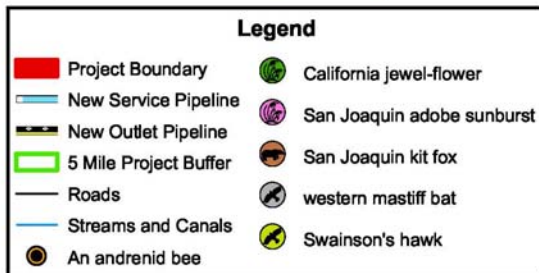 Legend
Project Boundary
New Service Pipeline
New Outlet Pipeline
5 Mile Project Buffer
Roads
Streams and Canals
An andrenid bee
California jewel-flower
San Joaquin adobe sunburst
San Joaquin kit fox
western mastiff bat
Swainson's hawk